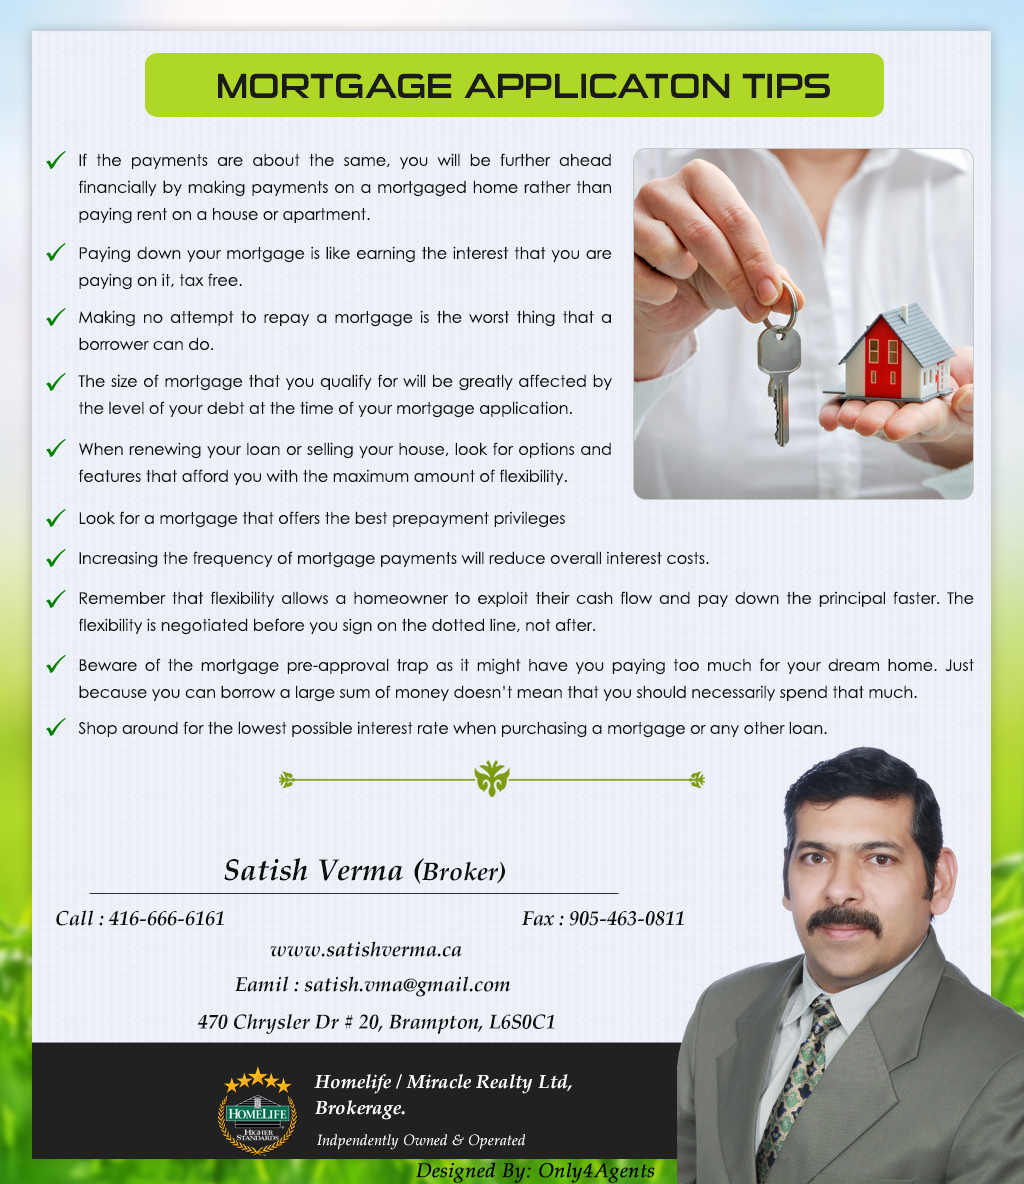 MORTGAGE APPLICATON TIPS
If the payments are about the same, you will be further ahead
financially by making payments on a mortgaged home rather than
paying rent on a house or apartment.
Paying down your mortgage is like earning the interest that you are
paying on it, tax free.
Making no attempt to repay a mortgage is the worst thing that a
borrower can do.
The size of mortgage that you qualify for will be greatly affected by
the level of your debt at the time of your mortgage application.
When renewing your loan or selling your house, look for options and
features that afford you with the maximum amount of flexibility.
Look for a mortgage that offers the best prepayment privileges
Increasing the frequency of mortgage payments will reduce overall interest costs.
Remember that flexibility allows a homeowner to exploit their cash flow and pay down the principal faster. The
flexibility is negotiated before you sign on the dotted line, not after.
Beware of the mortgage pre-approval trap as it might have you paying too much for your dream home. Just
because you can borrow a large sum of money doesn't mean that you should necessarily spend that much.
Shop around for the lowest possible interest rate when purchasing a mortgage or any other loan.
Satish Verma (Broker)
Call : 416-666-6161 Fax : 905-463-0811
www.satishverma.ca
Eamil : satish.vma@gmail.com
470 Chrysler Dr # 20, Brampton, L6S0C1
Homelife / Miracle Realty Ltd,
Brokerage.
Indpendently Owned & Operated
HOMELIFE
HIGHER
STANDARDS
Designed By: Only4Agents